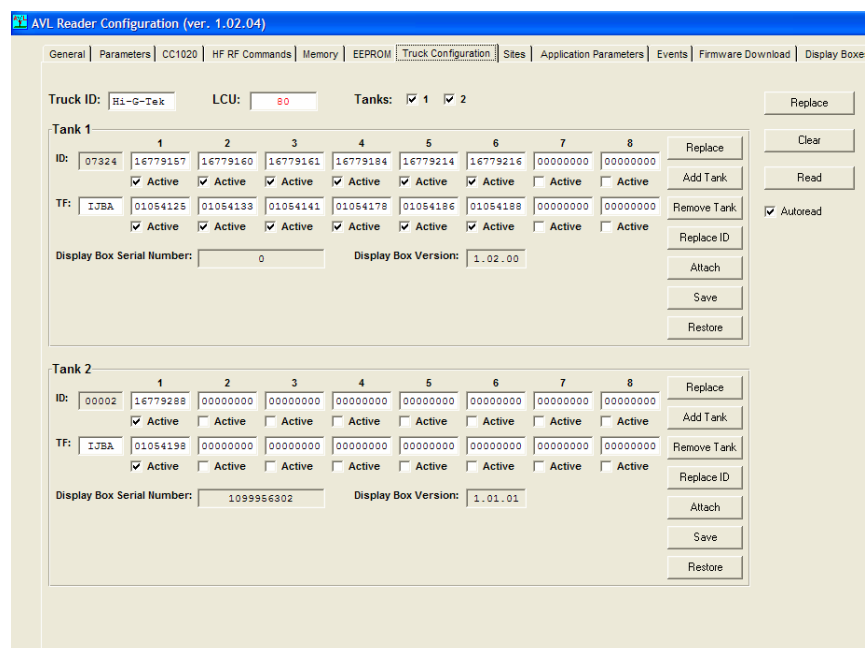 AVL Reader Configuration (ver. 1.02.04)
General Parameters CC1020 HF RF Commands Memory EEPROM Truck Configuration Sites Application Parameters Events Firmware Download Display Boxes
Truck ID: Hi-G-Tek LCU: 80 Tanks: 1 2 Replace
Tank 1
1 2 3 4 5 6 7 8 Replace Clear
ID: 07324 16779157 16779160 16779161 16779184 16779214 16779216 00000000 00000000
Active Active Active Active Active Active Active Active Add Tank Read
TF: IJBA 01054125 01054133 01054141 01054178 01054186 01054188 00000000 00000000 Remove Tank Autoread
Active Active Active Active Active Active Active Active Replace ID
Display Box Serial Number: 0 Display Box Version: 1.02.00
Attach
Save
Restore
Tank 2
1 2 3 4 5 6 7 8 Replace
ID: 00002 16779288 00000000 00000000 00000000 00000000 00000000 00000000 00000000
Active Active Active Active Active Active Active Active Add Tank
TF: IJBA 01054198 00000000 00000000 00000000 00000000 00000000 00000000 00000000 Remove Tank
Active Active Active Active Active Active Active Active Replace ID
Display Box Serial Number: 1099956302 Display Box Version: 1.01.01
Attach
Save
Restore